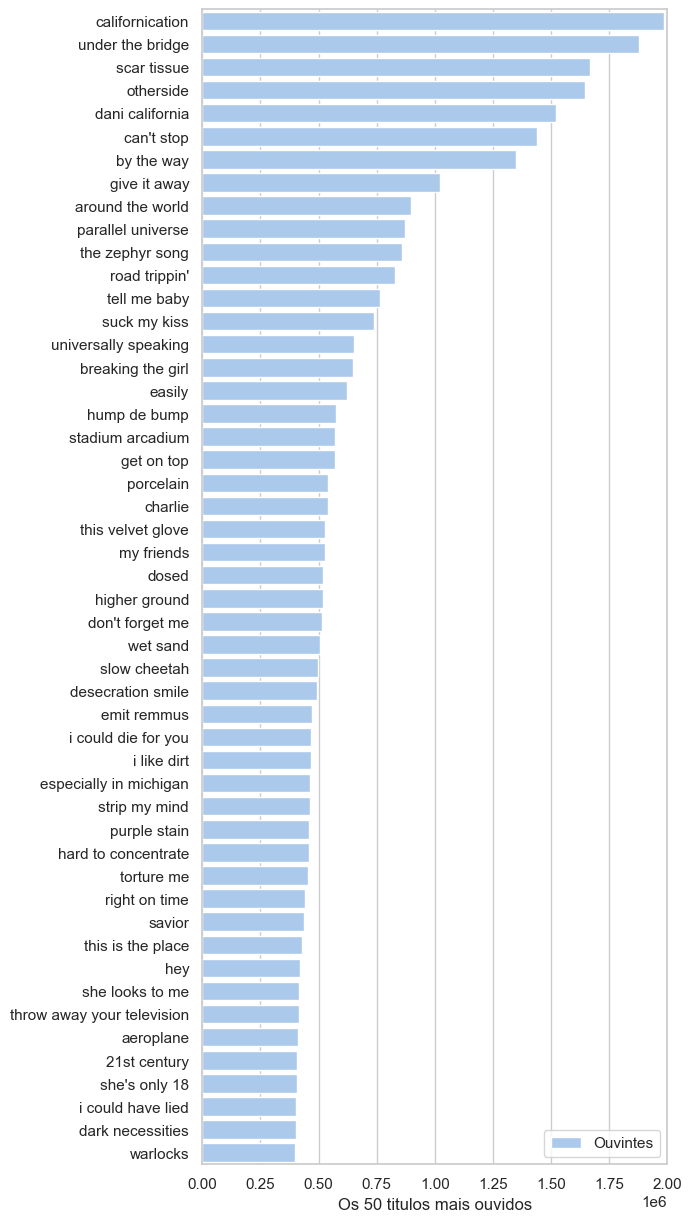 californication
under the bridge
scar tissue
otherside
dani california
can't stop
by the way
give it away
around the world
parallel universe
the zephyr song
road trippin'
tell me baby
suck my kiss
universally speaking
breaking the girl
easily
hump de bump
stadium arcadium
get on top
porcelain
charlie
this velvet glove
my friends
dosed
higher ground
don't forget me
wet sand
slow cheetah
desecration smile
emit remmus
i could die for you
i like dirt
especially in michigan
strip my mind
purple stain
hard to concentrate
torture me
right on time
savior
this is the place
hey
she looks to me
throw away your television
aeroplane
21st century
she's only 18
i could have lied
dark necessities
warlocks
Ouvintes
0.00 0.25 0.50 0.75 1.00 1.25 1.50 1.75 2.00
1e6
Os 50 titulos mais ouvidos